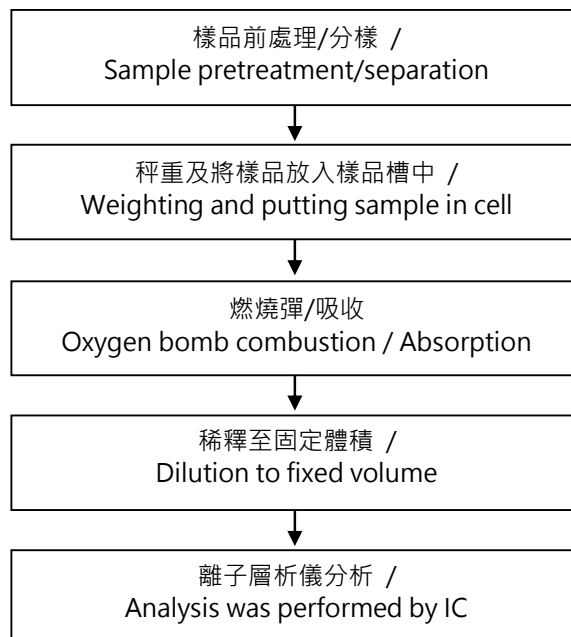 樣品前處理/分樣 /
Sample pretreatment/separation
秤重及將樣品放入樣品槽中 /
Weighting and putting sample in cell
燃燒彈/吸收
Oxygen bomb combustion / Absorption
稀釋至固定體積 /
Dilution to fixed volume
離子層析儀分析 /
Analysis was performed by IC